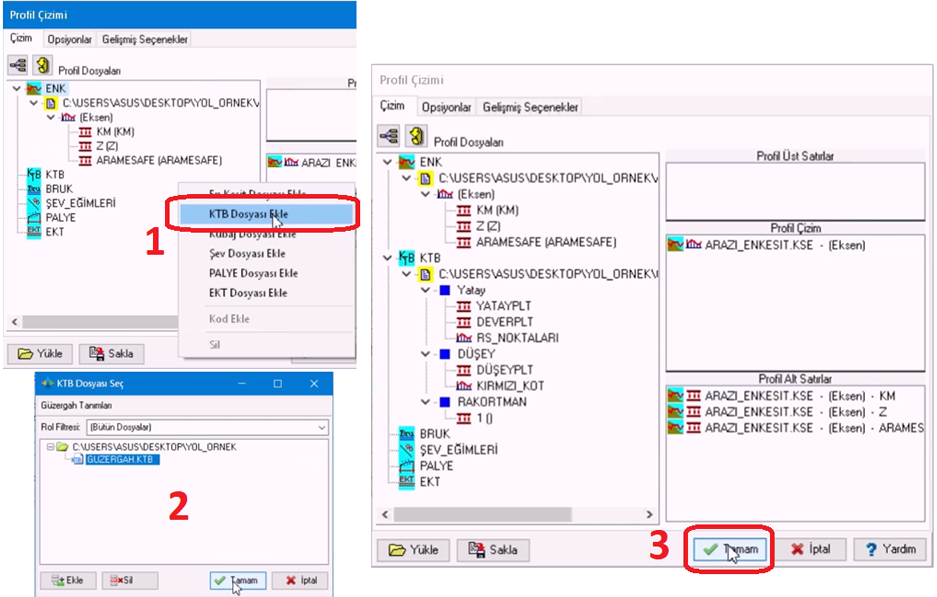 Profil Çizimi
Çizim Opsiyonlar Gelişmiş Seçenekler
Profil Dosyaları
ENK
C:\USERS\ASUS\DESKTOP\YOL_ORNEK\
(Eksen)
KM (KM)
Z (Z)
ARAMESAFE (ARAMESAFE)
KTB
BRUK
ŞEV_EĞİMLERİ
PALYE
EKT
ARAZI_ENK
En Kesit Dosyası Ekle
KTB Dosyası Ekle
Kübaj Dosyası Ekle
Şev Dosyası Ekle
PALYE Dosyası Ekle
EKT Dosyası Ekle
Kod Ekle
Sil
1
Yükle Sakla
KTB Dosyası Seç
Güzergah Tanımları
Rol Filtresi: (Bütün Dosyalar)
C:\USERS\ASUS\DESKTOP\YOL_ORNEK
GUZERGAH.KTB
2
Ekle Sil Tamam İptal
Profil Çizimi
Çizim Opsiyonlar Gelişmiş Seçenekler
Profil Dosyaları
ENK
C:\USERS\ASUS\DESKTOP\YOL_ORNEK\
(Eksen)
KM (KM)
Z (Z)
ARAMESAFE (ARAMESAFE)
KTB
C:\USERS\ASUS\DESKTOP\YOL_ORNEK\
Yatay
YATAYPLT
DEVERPLT
RS_NOKTALARI
DÜŞEY
DÜŞEYPLT
KIRMIZI_KOT
RAKORTMAN
1 ()
BRUK
ŞEV_EĞİMLERİ
PALYE
EKT
Profil Üst Satırlar
Profil Çizim
ARAZI_ENKESIT.KSE - (Eksen)
Profil Alt Satırlar
ARAZI_ENKESIT.KSE - (Eksen) - KM
ARAZI_ENKESIT.KSE - (Eksen) - Z
ARAZI_ENKESIT.KSE - (Eksen) - ARAMES
Yükle Sakla 3 Tamam İptal Yardım